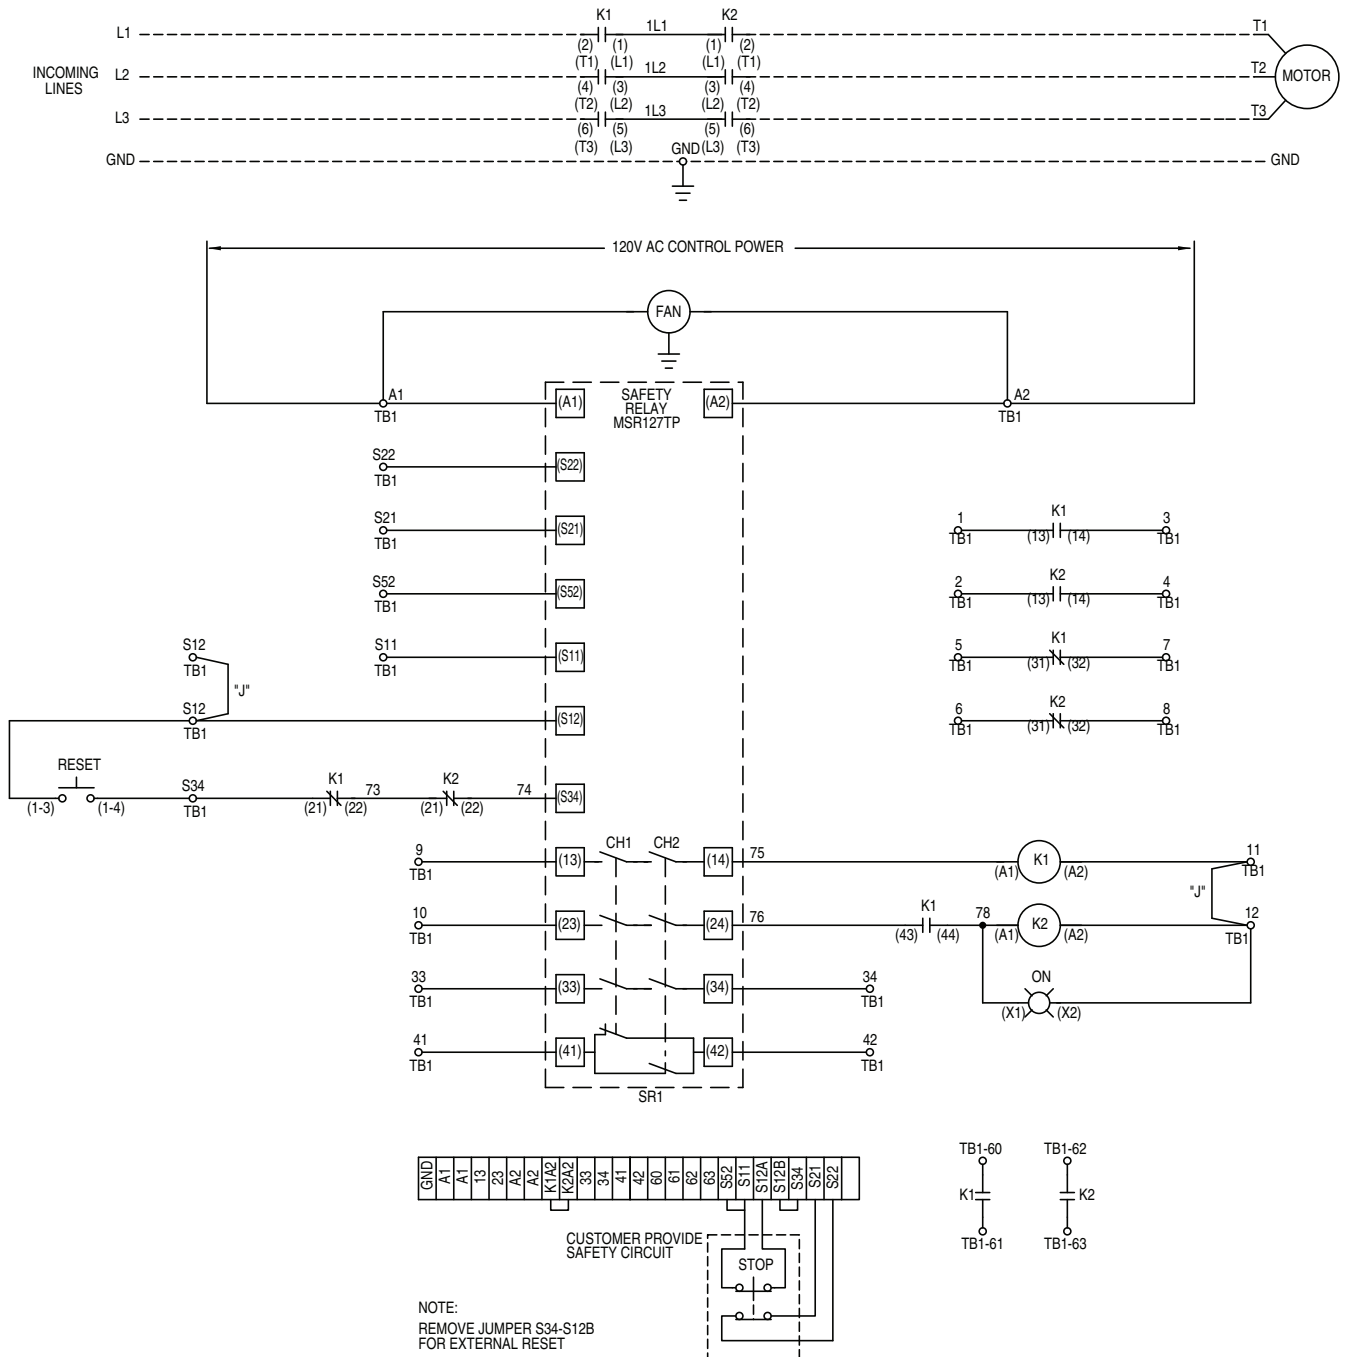 K1 K2
L1 1L1 T1
(2) (1) (1) (2)
(T1) (L1) (L1) (T1)
INCOMING
LINES
L2 1L2 T2 MOTOR
(4) (3) (3) (4)
(T2) (L2) (L2) (T2)
L3 1L3 T3
(6) (5) (5) (6)
(T3) (L3) (L3) (T3)
GND GND GND
120V AC CONTROL POWER
FAN
A1 (A1) SAFETY (A2) A2
RELAY
MSR127TP
TB1 TB1
S22 (S22)
TB1
S21 (S21)
TB1
1 K1 3
TB1 (13) (14) TB1
S52 (S52)
TB1
2 K2 4
TB1 (13) (14) TB1
S12 S11 (S11)
TB1 TB1
5 K1 7
TB1 (31) (32) TB1
"J"
S12 (S12)
TB1
6 K2 8
TB1 (31) (32) TB1
RESET
(1-3) (1-4) S34 K1 73 K2 74 (S34)
TB1 (21) (22) (21) (22)
CH1 CH2
9 (13) (14) 75 K1 11
TB1 (A1) (A2) TB1
"J"
10 (23) (24) 76 K1 78 K2 12
TB1 (43) (44) (A1) (A2) TB1
33 (33) (34) 34 ON
TB1 TB1 (X1) (X2)
41 (41) (42) 42
TB1 TB1
SR1
GND A1 A1 13 23 A2 A2 K1A2 K2A2 33 34 41 42 60 61 62 63 S52 S11 S12A S12B S34 S21 S22
TB1-60 TB1-62
K1 K2
TB1-61 TB1-63
CUSTOMER PROVIDE
SAFETY CIRCUIT
STOP
NOTE:
REMOVE JUMPER S34-S12B
FOR EXTERNAL RESET